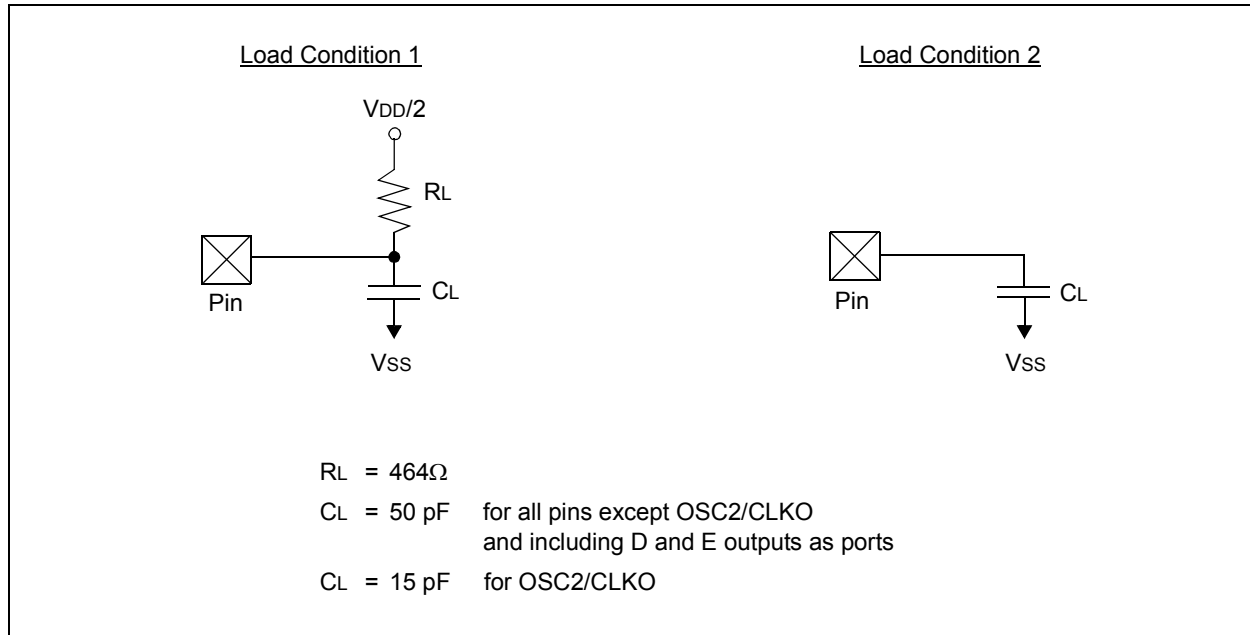 Load Condition 1
VDD/2
RL
Pin
CL
VSS
Load Condition 2
Pin
CL
VSS
RL = 464Ω
CL = 50 pF for all pins except OSC2/CLKO
and including D and E outputs as ports
CL = 15 pF for OSC2/CLKO